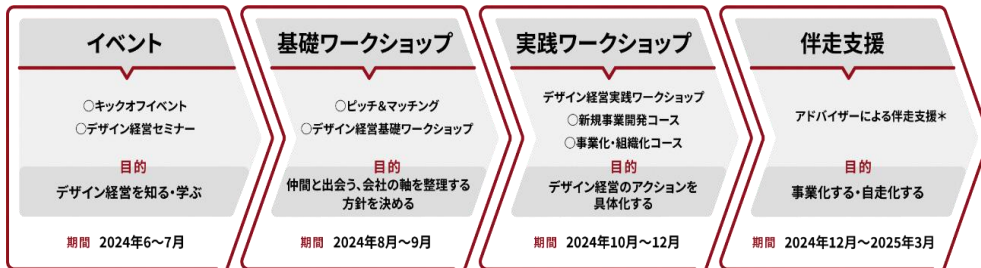 イベント
○キックオフイベント
○デザイン経営セミナー
目的
デザイン経営を知る・学ぶ
期間 2024年6〜7月
基礎ワークショップ
○ピッチ&マッチング
○デザイン経営基礎ワークショップ
目的
仲間と出会う、会社の軸を整理する
方針を決める
期間 2024年8月〜9月
実践ワークショップ
デザイン経営実践ワークショップ
○新規事業開発コース
○事業化・組織化コース
目的
デザイン経営のアクションを
具体化する
期間 2024年10月〜12月
伴走支援
アドバイザーによる伴走支援*
目的
事業化する・自走化する
期間 2024年12月〜2025年3月